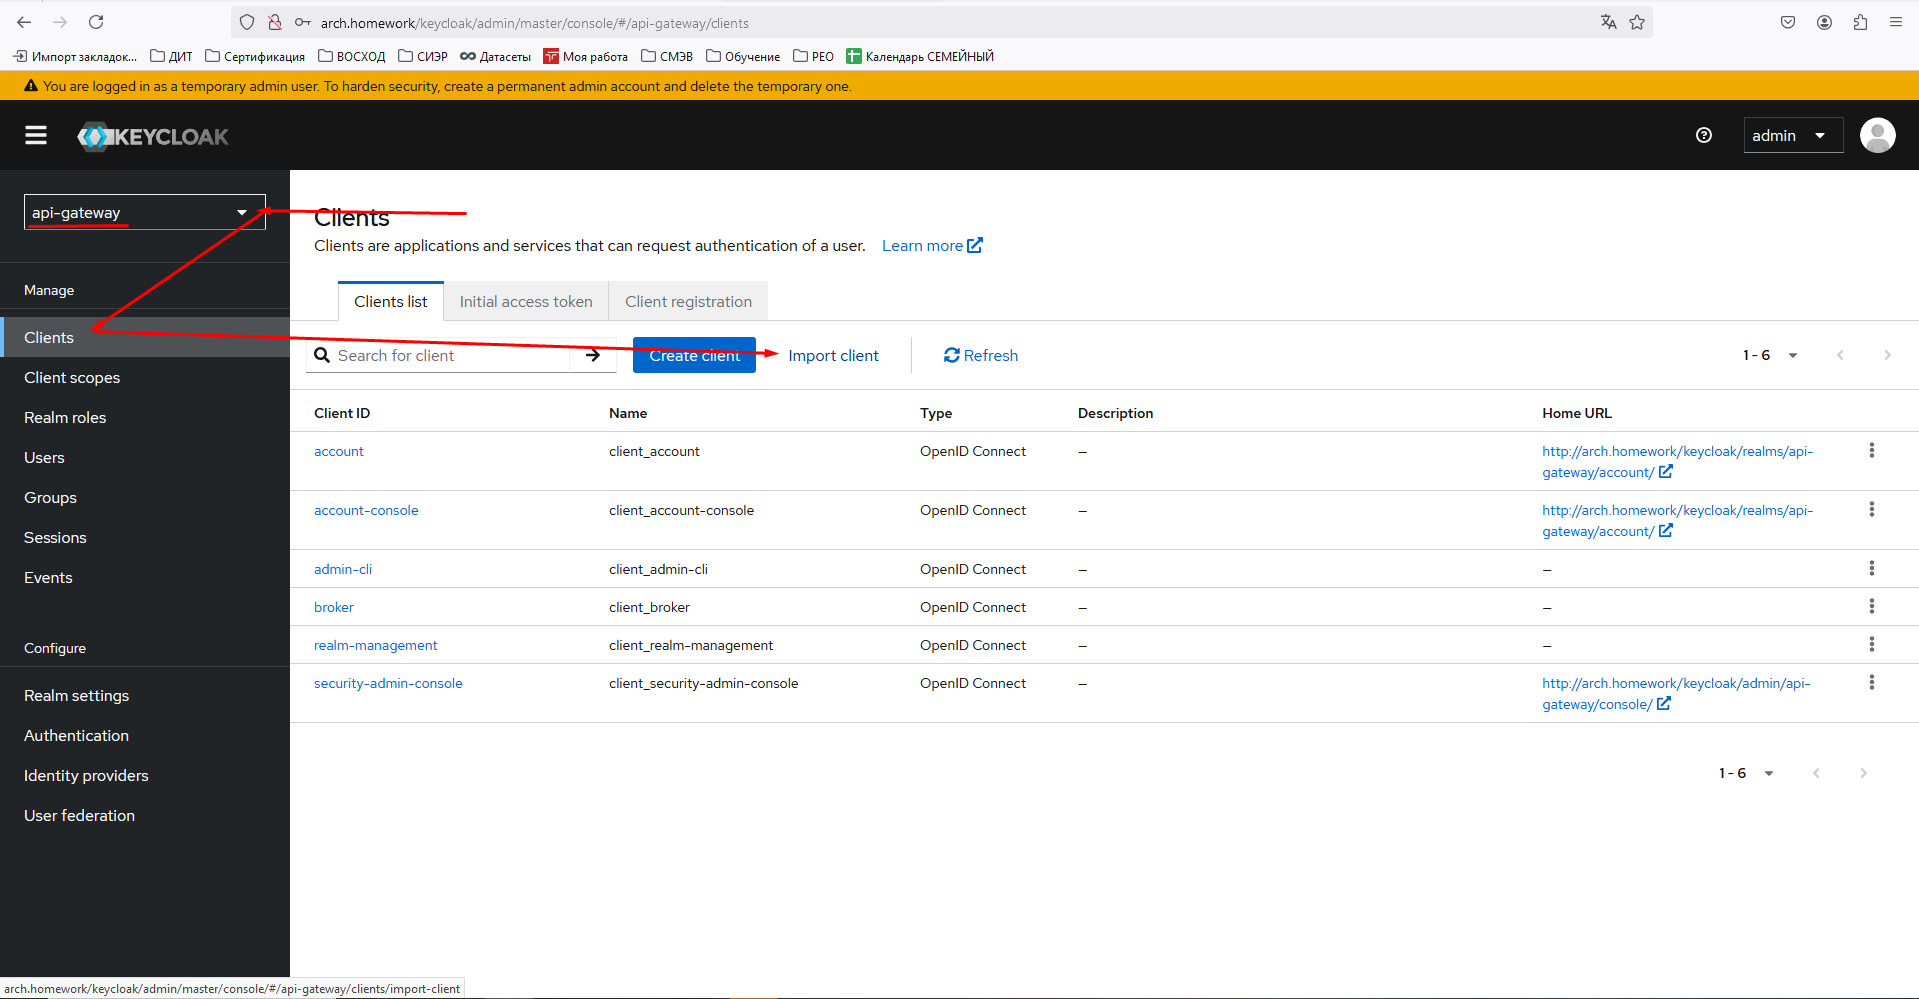 arch.homework/keycloak/admin/master/console/#/api-gateway/clients
Импорт закладок... ДИТ Сертификация ВОСХОД СИЭР Датасеты Моя работа СМЭВ Обучение РЕО Календарь СЕМЕЙНЫЙ
You are logged in as a temporary admin user. To harden security, create a permanent admin account and delete the temporary one.
KEYCLOAK
admin
api-gateway
Manage
Clients
Client scopes
Realm roles
Users
Groups
Sessions
Events
Configure
Realm settings
Authentication
Identity providers
User federation
Clients
Clients are applications and services that can request authentication of a user. Learn more
Clients list Initial access token Client registration
Search for client Create client Import client Refresh 1 - 6
Client ID Name Type Description Home URL
account client_account OpenID Connect – http://arch.homework/keycloak/realms/api-
gateway/account/
account-console client_account-console OpenID Connect – http://arch.homework/keycloak/realms/api-
gateway/account/
admin-cli client_admin-cli OpenID Connect – –
broker client_broker OpenID Connect – –
realm-management client_realm-management OpenID Connect – –
security-admin-console client_security-admin-console OpenID Connect – http://arch.homework/keycloak/admin/api-
gateway/console/
1 - 6
arch.homework/keycloak/admin/master/console/#/api-gateway/clients/import-client